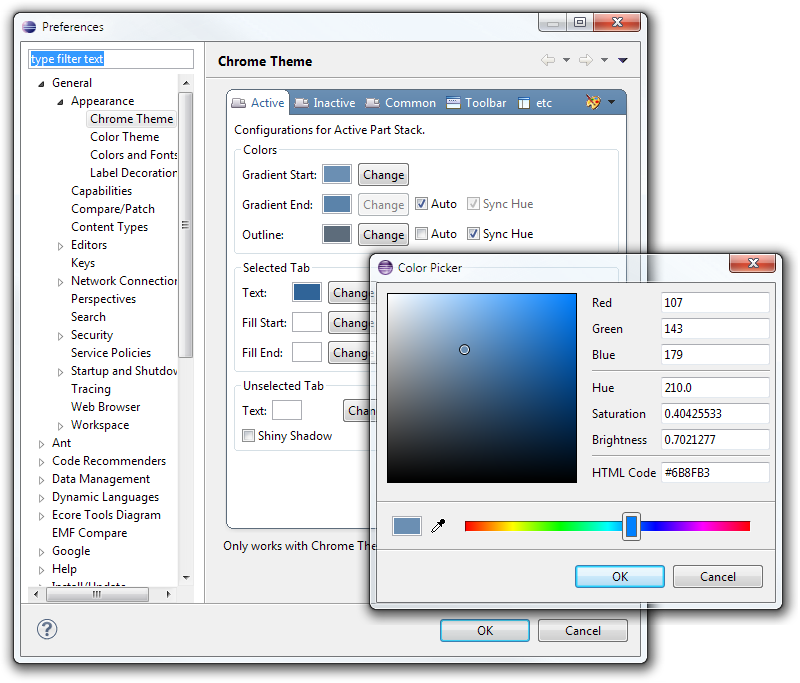 Preferences
type filter text
General
Appearance
Chrome Theme
Color Theme
Colors and Fonts
Label Decoration
Capabilities
Compare/Patch
Content Types
Editors
Keys
Network Connection
Perspectives
Search
Security
Service Policies
Startup and Shutdow
Tracing
Web Browser
Workspace
Ant
Code Recommenders
Data Management
Dynamic Languages
Ecore Tools Diagram
EMF Compare
Google
Help
Install/Update
Chrome Theme
Active Inactive Common Toolbar etc
Configurations for Active Part Stack.
Colors
Gradient Start: Change
Gradient End: Change Auto Sync Hue
Outline: Change Auto Sync Hue
Selected Tab
Text: Change
Fill Start: Change
Fill End: Change
Unselected Tab
Text: Chan
Shiny Shadow
Only works with Chrome The
OK Cancel
Color Picker
Red 107
Green 143
Blue 179
Hue 210.0
Saturation 0.40425533
Brightness 0.7021277
HTML Code #6B8FB3
OK Cancel